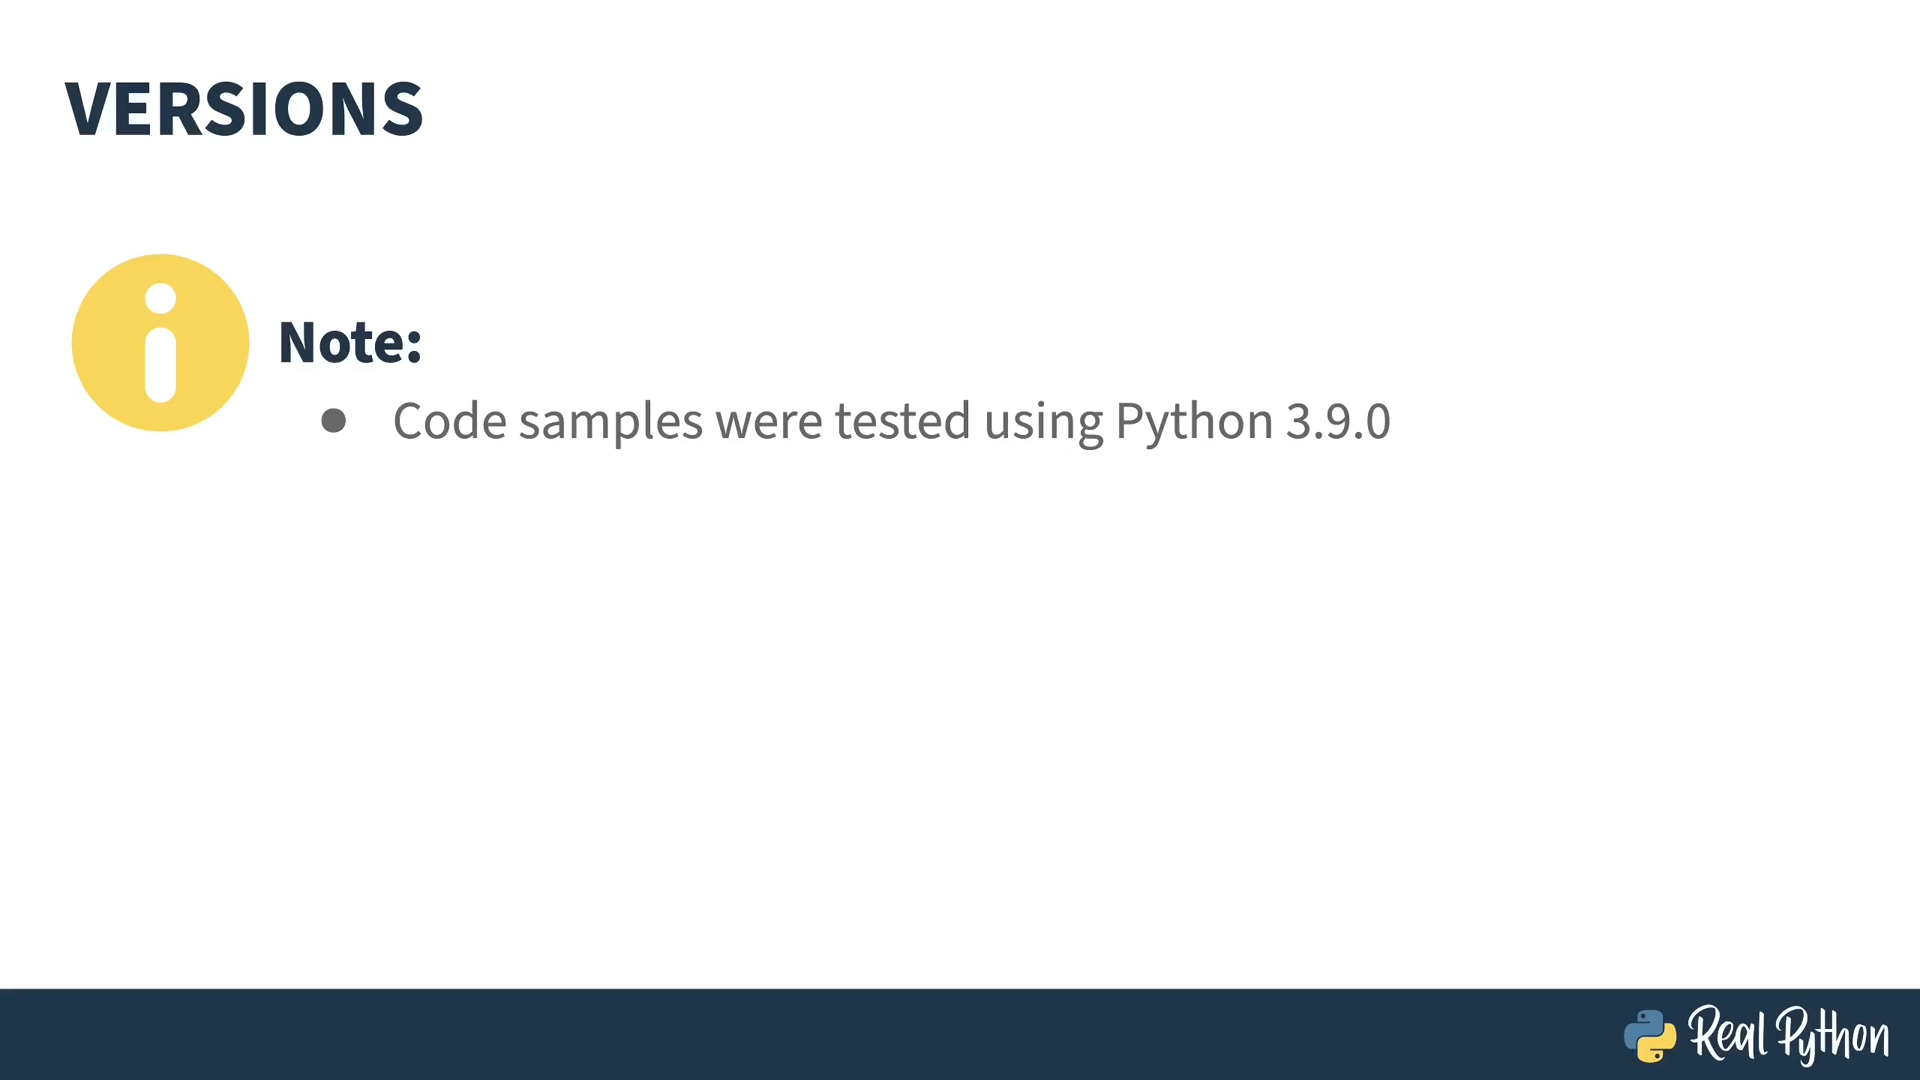 VERSIONS
Note:
● Code samples were tested using Python 3.9.0
Real Python